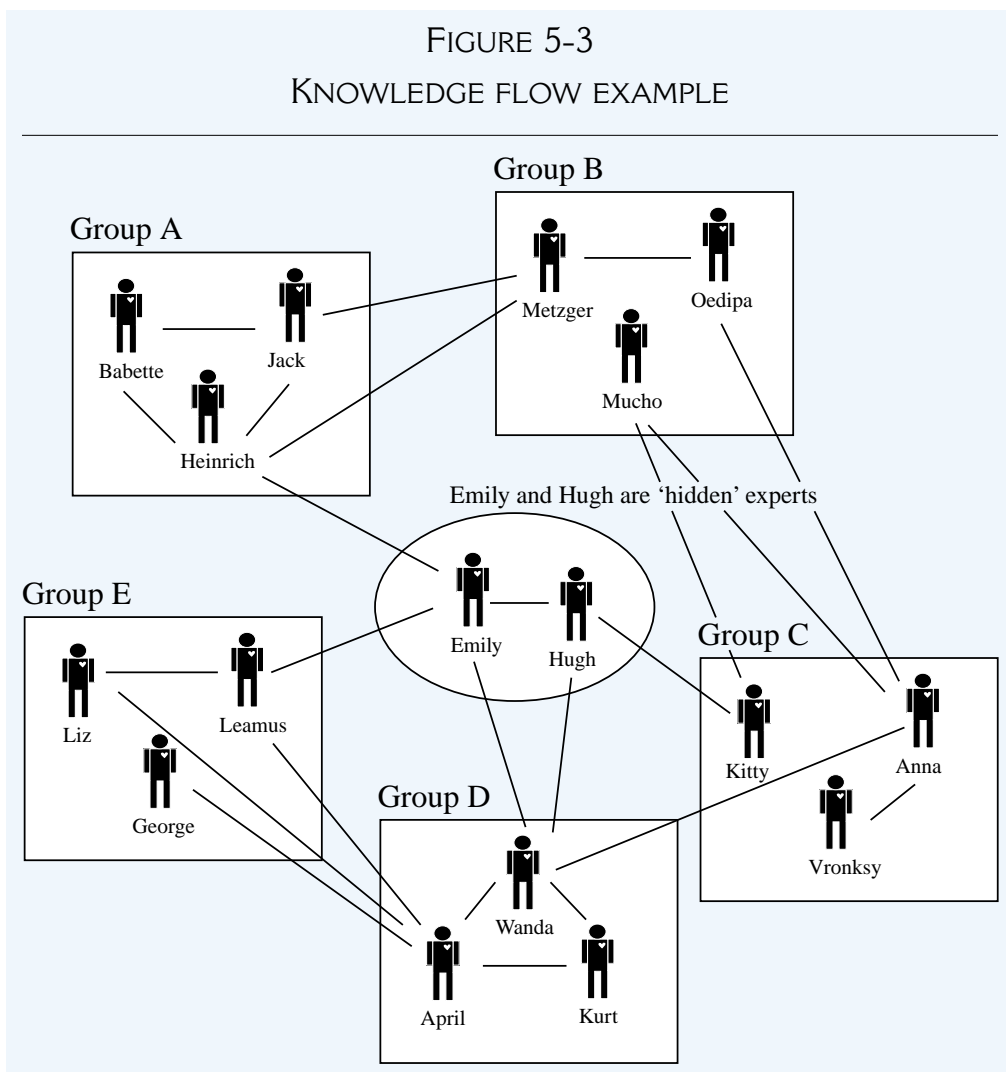 FIGURE 5-3
KNOWLEDGE FLOW EXAMPLE
Group B
Group A
Metzger
Oedipa
Babette
Jack
Mucho
Heinrich
Emily and Hugh are ‘hidden’ experts
Group E
Emily
Hugh
Group C
Liz
Leamus
Kitty
Anna
George
Group D
Vronksy
Wanda
April
Kurt